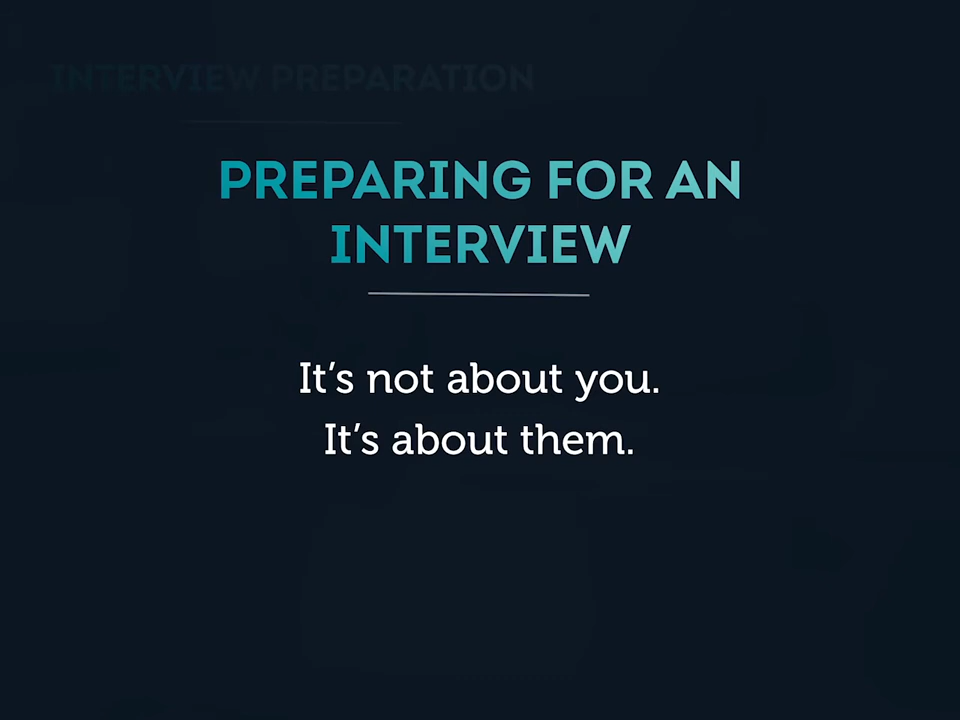 INTERVIEW PREPARATION
PREPARING FOR AN
INTERVIEW
It’s not about you.
It’s about them.